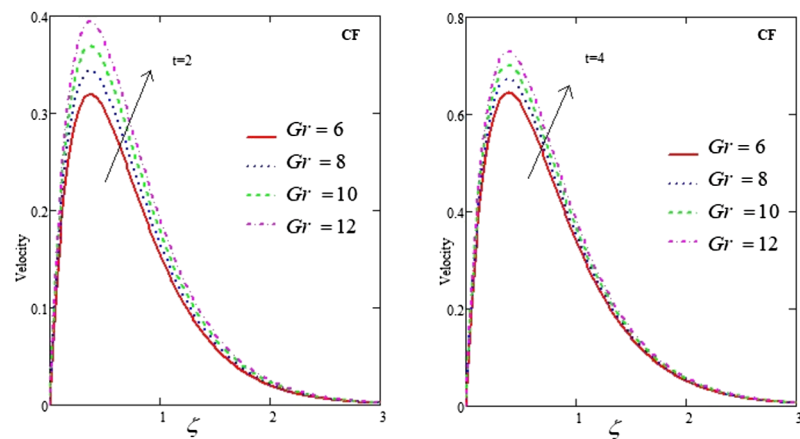 0.4
CF
t=2
0.3
Gr = 6
Gr = 8
0.2
Gr = 10
Gr = 12
Velocity
0.1
0
1
2
3
ζ
0.8
CF
t=4
0.6
Gr = 6
Gr = 8
0.4
Gr = 10
Gr = 12
Velocity
0.2
0
1
2
3
ζ